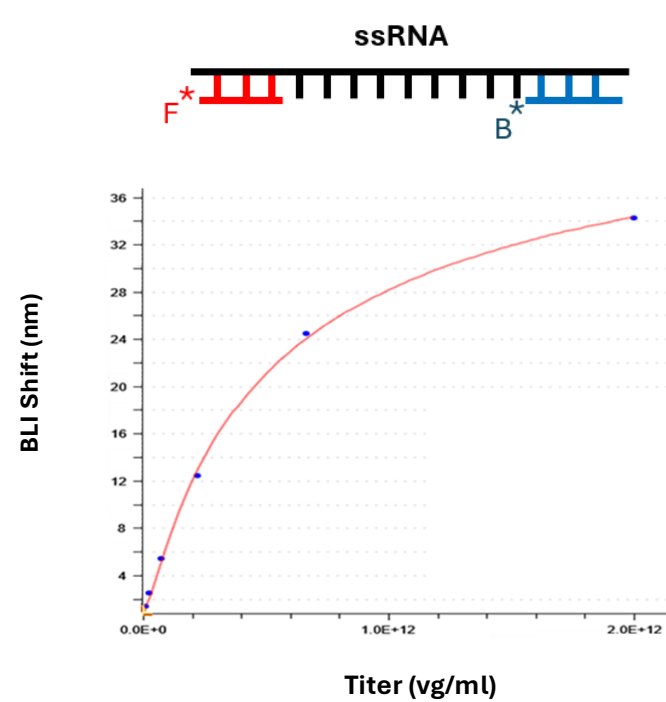 ssRNA
F*
B*
36
32
28
24
20
16
12
8
4
0.0E+0 1.0E+12 2.0E+12
BLI Shift (nm)
Titer (vg/ml)